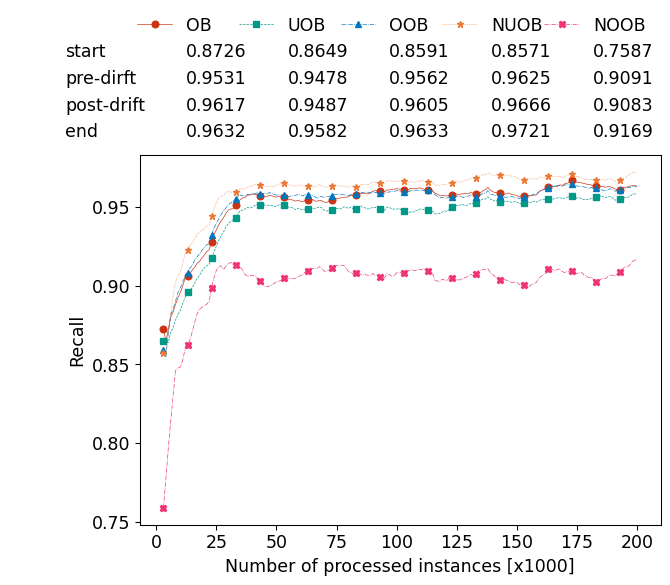 OB UOB OOB NUOB NOOB
start 0.8726 0.8649 0.8591 0.8571 0.7587
pre-dirft 0.9531 0.9478 0.9562 0.9625 0.9091
post-drift 0.9617 0.9487 0.9605 0.9666 0.9083
end 0.9632 0.9582 0.9633 0.9721 0.9169
0.95
0.90
0.85
0.80
0.75
Recall
0 25 50 75 100 125 150 175 200
Number of processed instances [x1000]